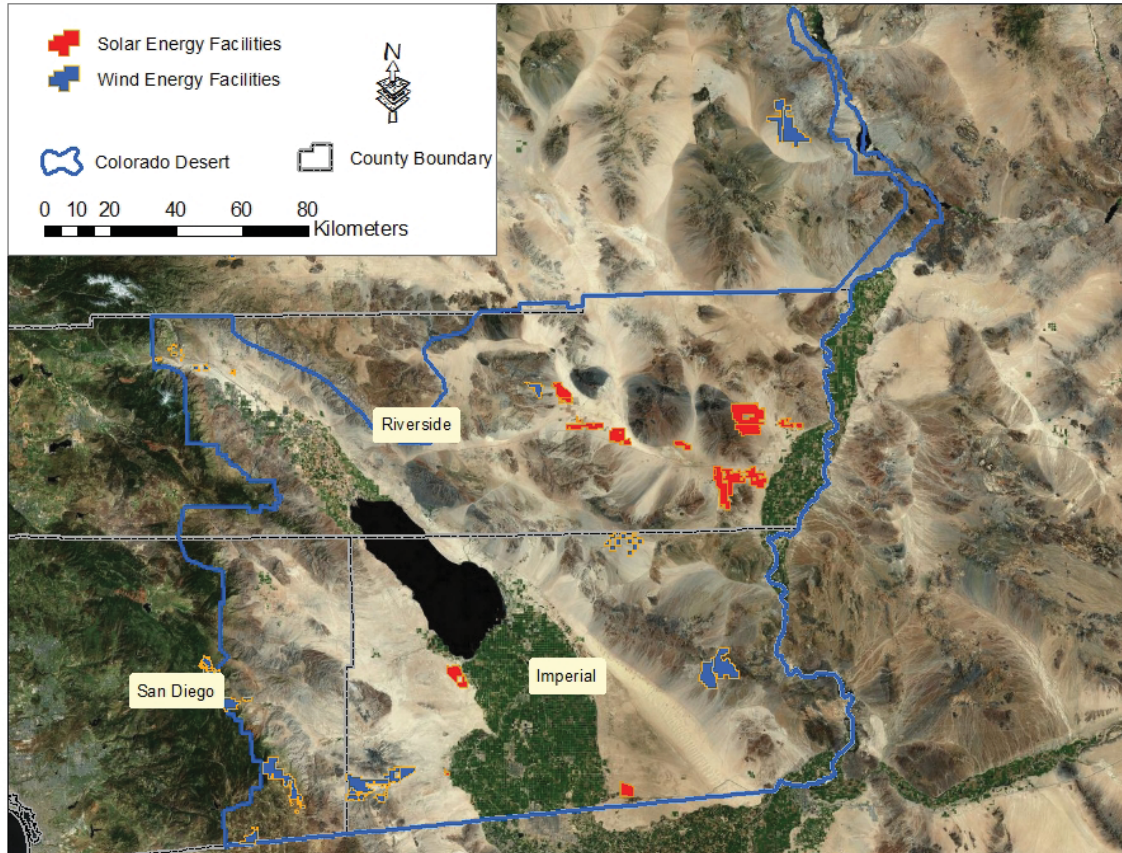 Solar Energy Facilities
Wind Energy Facilities
N
Colorado Desert
County Boundary
0 10 20 40 60 80
Kilometers
Riverside
San Diego
Imperial